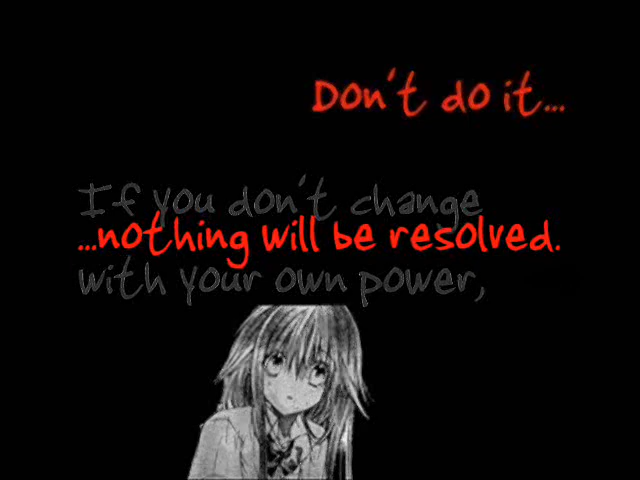 Don't do it...
If you don't change
...nothing will be resolved.
with your own power,